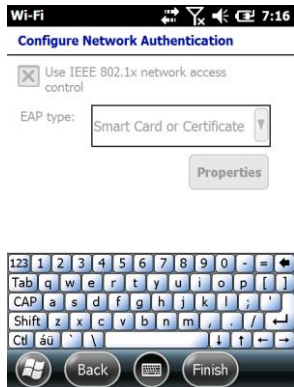 Wi-Fi 7:16
Configure Network Authentication
Use IEEE 802.1x network access
control
EAP type:
Smart Card or Certificate
Properties
123 1 2 3 4 5 6 7 8 9 0 - =
Tab q w e r t y u i o p [ ]
CAP a s d f g h j k l ; '
Shift z x c v b n m , . /
Ctl áü ` \
Back Finish